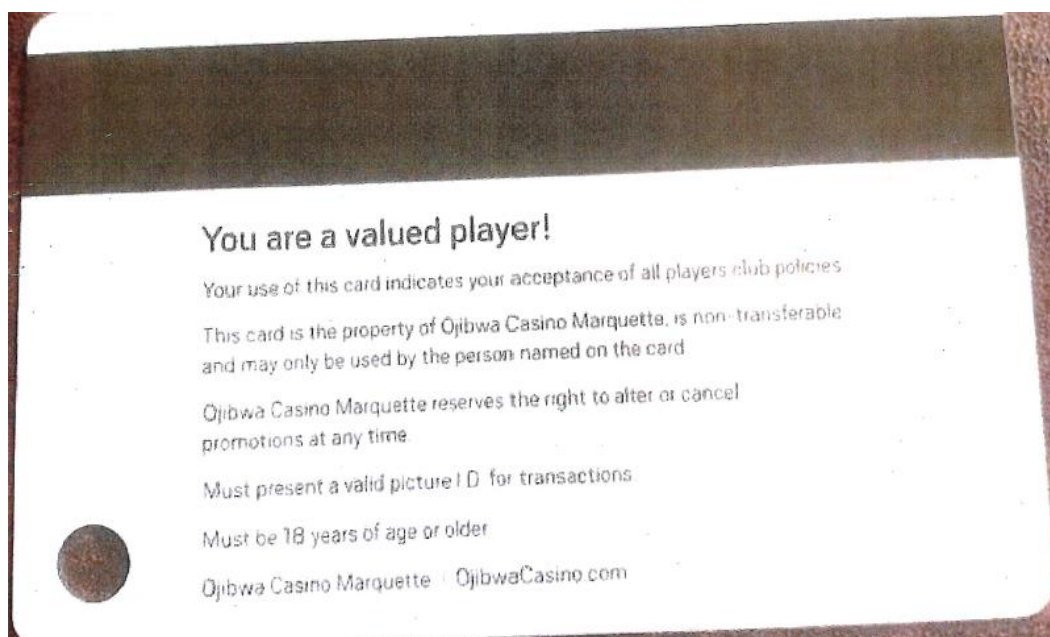 You are a valued player!
Your use of this card indicates your acceptance of all players club policies
This card is the property of Ojibwa Casino Marquette, is non-transferable
and may only be used by the person named on the card
Ojibwa Casino Marquette reserves the right to alter or cancel
promotions at any time.
Must present a valid picture I D for transactions
Must be 18 years of age or older
Ojibwa Casino Marquette | OjibwaCasino.com